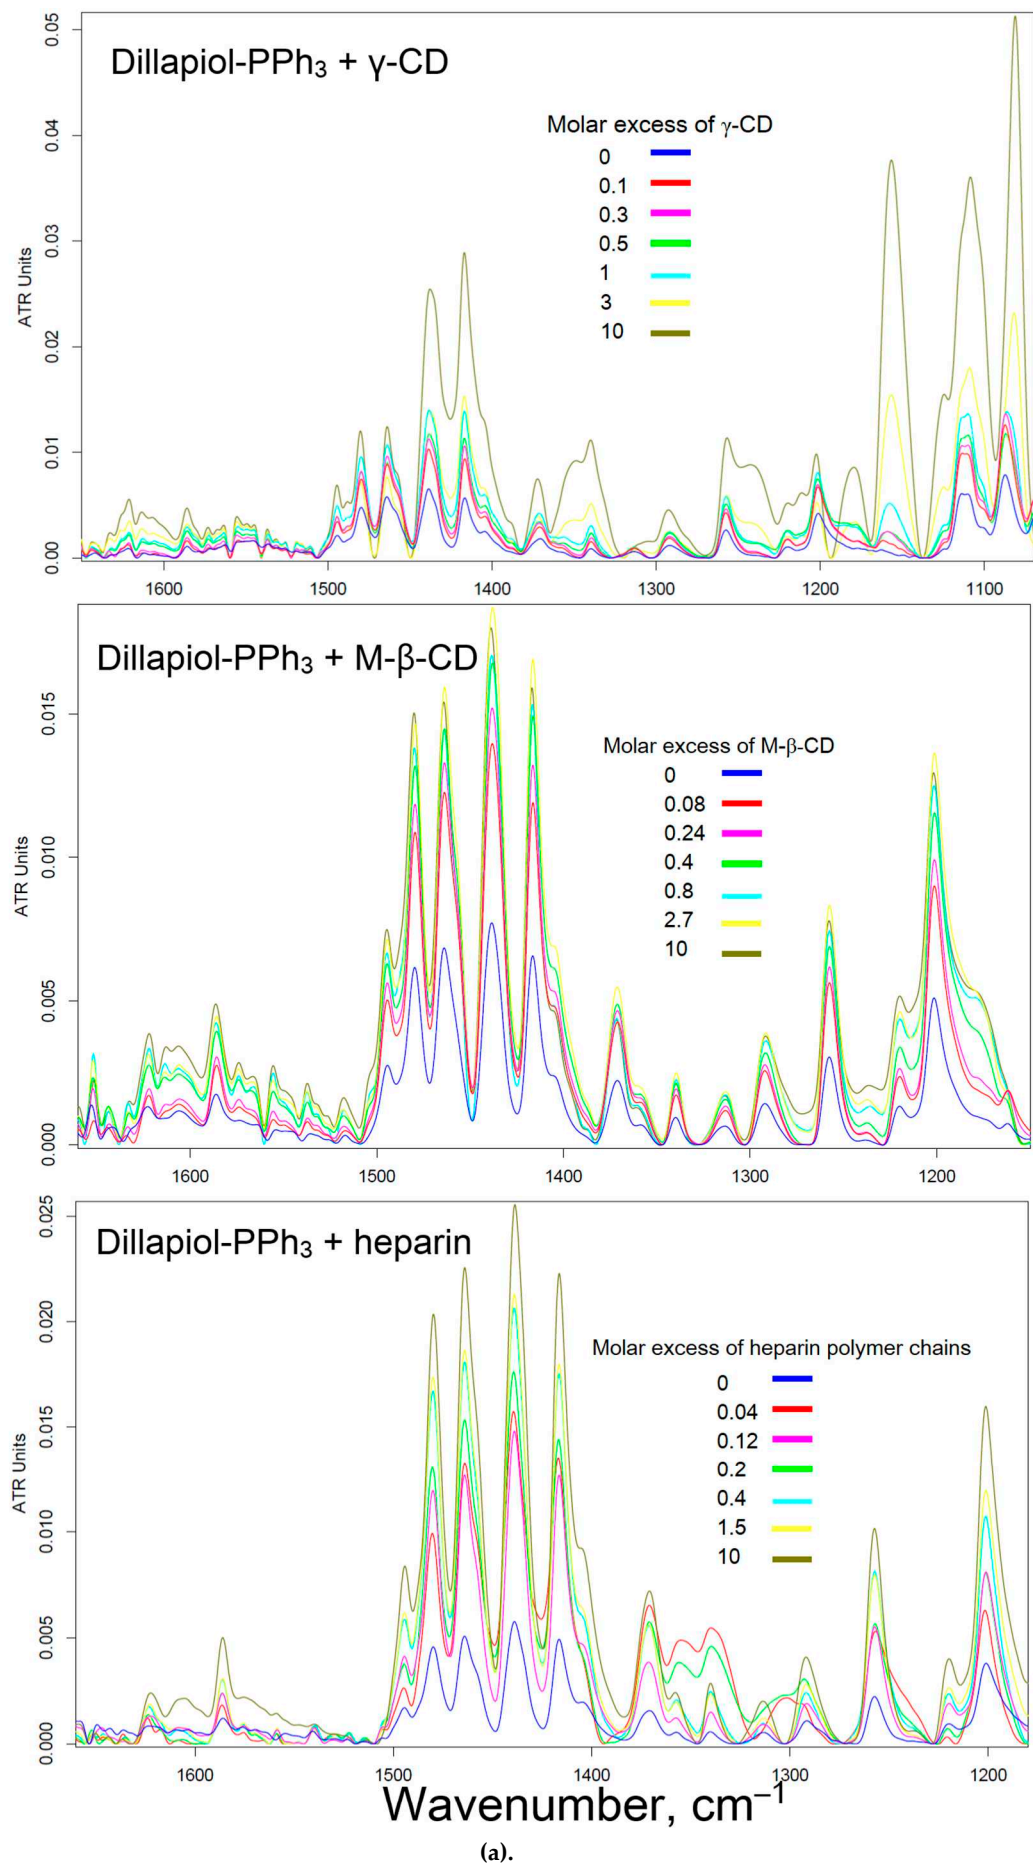 Dillapiol-PPh₃ + γ-CD
Molar excess of γ-CD
0
0.1
0.3
0.5
1
3
10
ATR Units
0.05
0.04
0.03
0.02
0.01
0.00
1600 1500 1400 1300 1200 1100
Dillapiol-PPh₃ + M-β-CD
Molar excess of M-β-CD
0
0.08
0.24
0.4
0.8
2.7
10
ATR Units
0.015
0.010
0.005
0.000
1600 1500 1400 1300 1200
Dillapiol-PPh₃ + heparin
Molar excess of heparin polymer chains
0
0.04
0.12
0.2
0.4
1.5
10
ATR Units
0.025
0.020
0.015
0.010
0.005
0.000
1600 1500 1400 1300 1200
Wavenumber, cm⁻¹
(a).